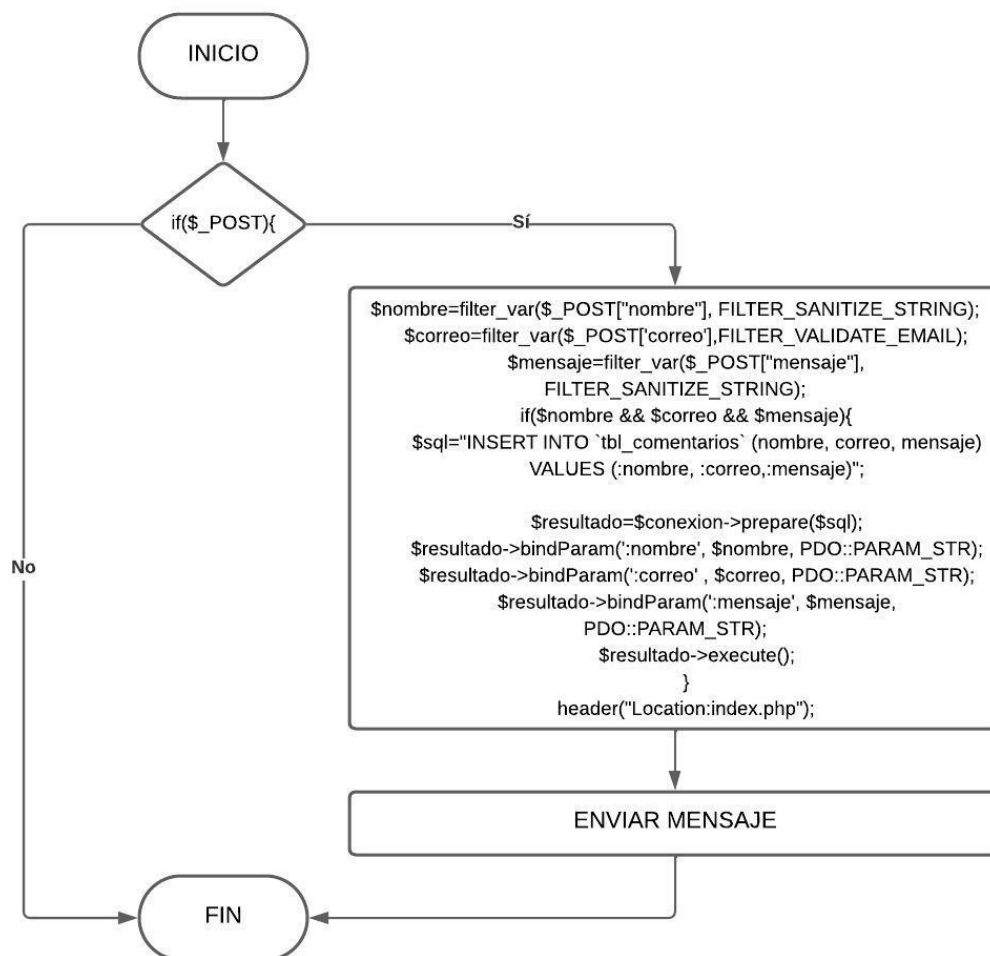 INICIO
if($_POST){
Sí
$nombre=filter_var($_POST["nombre"], FILTER_SANITIZE_STRING);
$correo=filter_var($_POST['correo'],FILTER_VALIDATE_EMAIL);
$mensaje=filter_var($_POST["mensaje"],
FILTER_SANITIZE_STRING);
if($nombre && $correo && $mensaje){
$sql="INSERT INTO `tbl_comentarios` (nombre, correo, mensaje)
VALUES (:nombre, :correo,:mensaje)";
$resultado=$conexion->prepare($sql);
$resultado->bindParam(':nombre', $nombre, PDO::PARAM_STR);
$resultado->bindParam(':correo' , $correo, PDO::PARAM_STR);
$resultado->bindParam(':mensaje', $mensaje,
PDO::PARAM_STR);
$resultado->execute();
}
header("Location:index.php");
No
ENVIAR MENSAJE
FIN